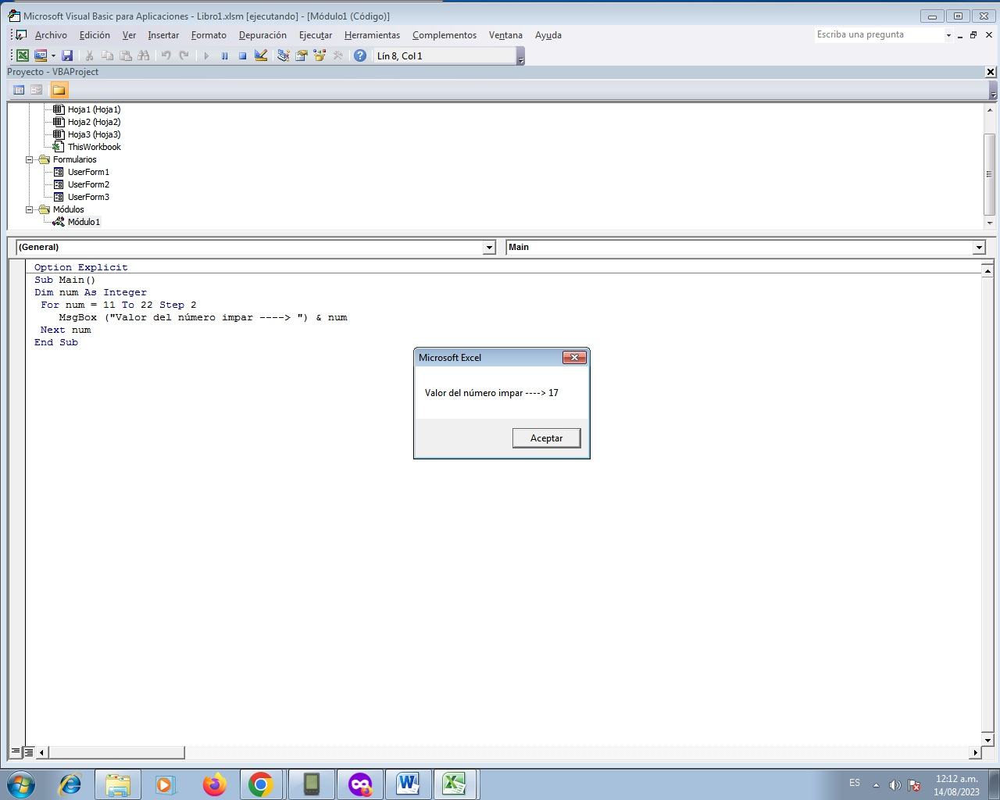 Microsoft Visual Basic para Aplicaciones - Libro1.xlsm [ejecutando] - [Módulo1 (Código)]
Archivo Edición Ver Insertar Formato Depuración Ejecutar Herramientas Complementos Ventana Ayuda Escriba una pregunta
Lín 8, Col 1
Proyecto - VBAProject
Hoja1 (Hoja1)
Hoja2 (Hoja2)
Hoja3 (Hoja3)
ThisWorkbook
Formularios
UserForm1
UserForm2
UserForm3
Módulos
Módulo1
(General) Main
Option Explicit
Sub Main()
Dim num As Integer
For num = 11 To 22 Step 2
MsgBox ("Valor del número impar ----> ") & num
Next num
End Sub
Microsoft Excel
Valor del número impar ----> 17
Aceptar
ES
12:12 a.m.
14/08/2023